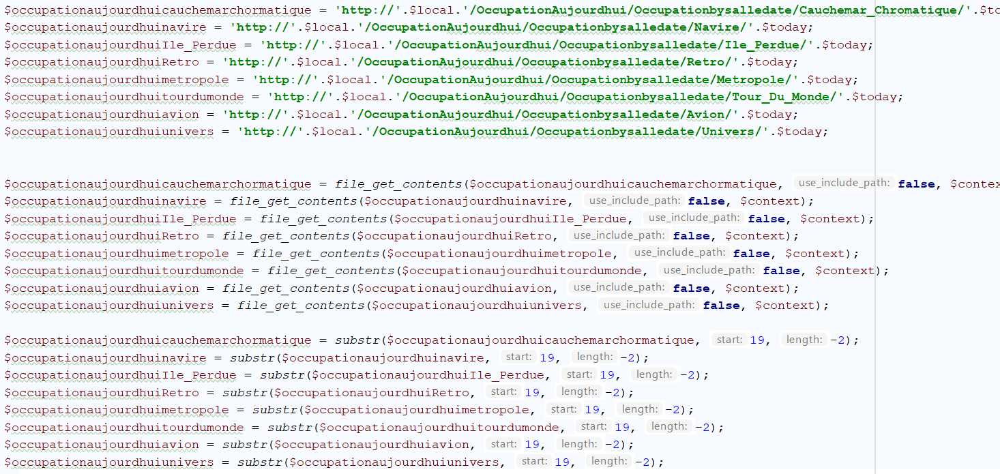 $occupationaujourdhuicauchemarchormatique = 'http://'.$local.'/OccupationAujourdhui/Occupationbysalledate/Cauchemar_Chromatique/'.$to
$occupationaujourdhuinavire = 'http://'.$local.'/OccupationAujourdhui/Occupationbysalledate/Navire/'.$today;
$occupationaujourdhuiIle_Perdue = 'http://'.$local.'/OccupationAujourdhui/Occupationbysalledate/Ile_Perdue/'.$today;
$occupationaujourdhuiRetro = 'http://'.$local.'/OccupationAujourdhui/Occupationbysalledate/Retro/'.$today;
$occupationaujourdhuimetropole = 'http://'.$local.'/OccupationAujourdhui/Occupationbysalledate/Metropole/'.$today;
$occupationaujourdhuitourdumonde = 'http://'.$local.'/OccupationAujourdhui/Occupationbysalledate/Tour_Du_Monde/'.$today;
$occupationaujourdhuiavion = 'http://'.$local.'/OccupationAujourdhui/Occupationbysalledate/Avion/'.$today;
$occupationaujourdhuiunivers = 'http://'.$local.'/OccupationAujourdhui/Occupationbysalledate/Univers/'.$today;
$occupationaujourdhuicauchemarchormatique = file_get_contents($occupationaujourdhuicauchemarchormatique, use_include_path: false, $contex
$occupationaujourdhuinavire = file_get_contents($occupationaujourdhuinavire, use_include_path: false, $context);
$occupationaujourdhuiIle_Perdue = file_get_contents($occupationaujourdhuiIle_Perdue, use_include_path: false, $context);
$occupationaujourdhuiRetro = file_get_contents($occupationaujourdhuiRetro, use_include_path: false, $context);
$occupationaujourdhuimetropole = file_get_contents($occupationaujourdhuimetropole, use_include_path: false, $context);
$occupationaujourdhuitourdumonde = file_get_contents($occupationaujourdhuitourdumonde, use_include_path: false, $context);
$occupationaujourdhuiavion = file_get_contents($occupationaujourdhuiavion, use_include_path: false, $context);
$occupationaujourdhuiunivers = file_get_contents($occupationaujourdhuiunivers, use_include_path: false, $context);
$occupationaujourdhuicauchemarchormatique = substr($occupationaujourdhuicauchemarchormatique, start: 19, length: -2);
$occupationaujourdhuinavire = substr($occupationaujourdhuinavire, start: 19, length: -2);
$occupationaujourdhuiIle_Perdue = substr($occupationaujourdhuiIle_Perdue, start: 19, length: -2);
$occupationaujourdhuiRetro = substr($occupationaujourdhuiRetro, start: 19, length: -2);
$occupationaujourdhuimetropole = substr($occupationaujourdhuimetropole, start: 19, length: -2);
$occupationaujourdhuitourdumonde = substr($occupationaujourdhuitourdumonde, start: 19, length: -2);
$occupationaujourdhuiavion = substr($occupationaujourdhuiavion, start: 19, length: -2);
$occupationaujourdhuiunivers = substr($occupationaujourdhuiunivers, start: 19, length: -2);